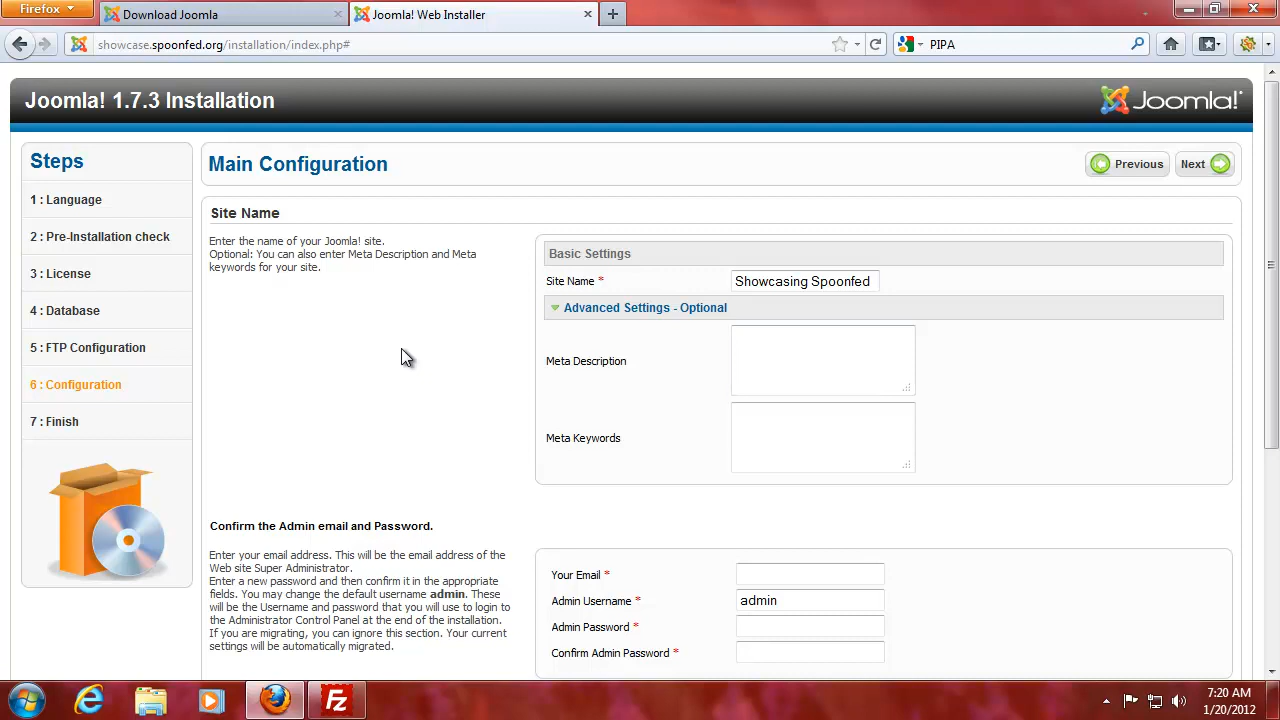 Firefox
Download Joomla
Joomla! Web Installer
showcase.spoonfed.org/installation/index.php#
PIPA
Joomla! 1.7.3 Installation
Joomla!
Steps
1 : Language
2 : Pre-Installation check
3 : License
4 : Database
5 : FTP Configuration
6 : Configuration
7 : Finish
Main Configuration
Previous
Next
Site Name
Enter the name of your Joomla! site.
Optional: You can also enter Meta Description and Meta
keywords for your site.
Basic Settings
Site Name *
Showcasing Spoonfed
Advanced Settings - Optional
Meta Description
Meta Keywords
Confirm the Admin email and Password.
Enter your email address. This will be the email address of the
Web site Super Administrator.
Enter a new password and then confirm it in the appropriate
fields. You may change the default username admin. These
will be the Username and password that you will use to login to
the Administrator Control Panel at the end of the installation.
If you are migrating, you can ignore this section. Your current
settings will be automatically migrated.
Your Email *
Admin Username *
admin
Admin Password *
Confirm Admin Password *
Fz
7:20 AM
1/20/2012